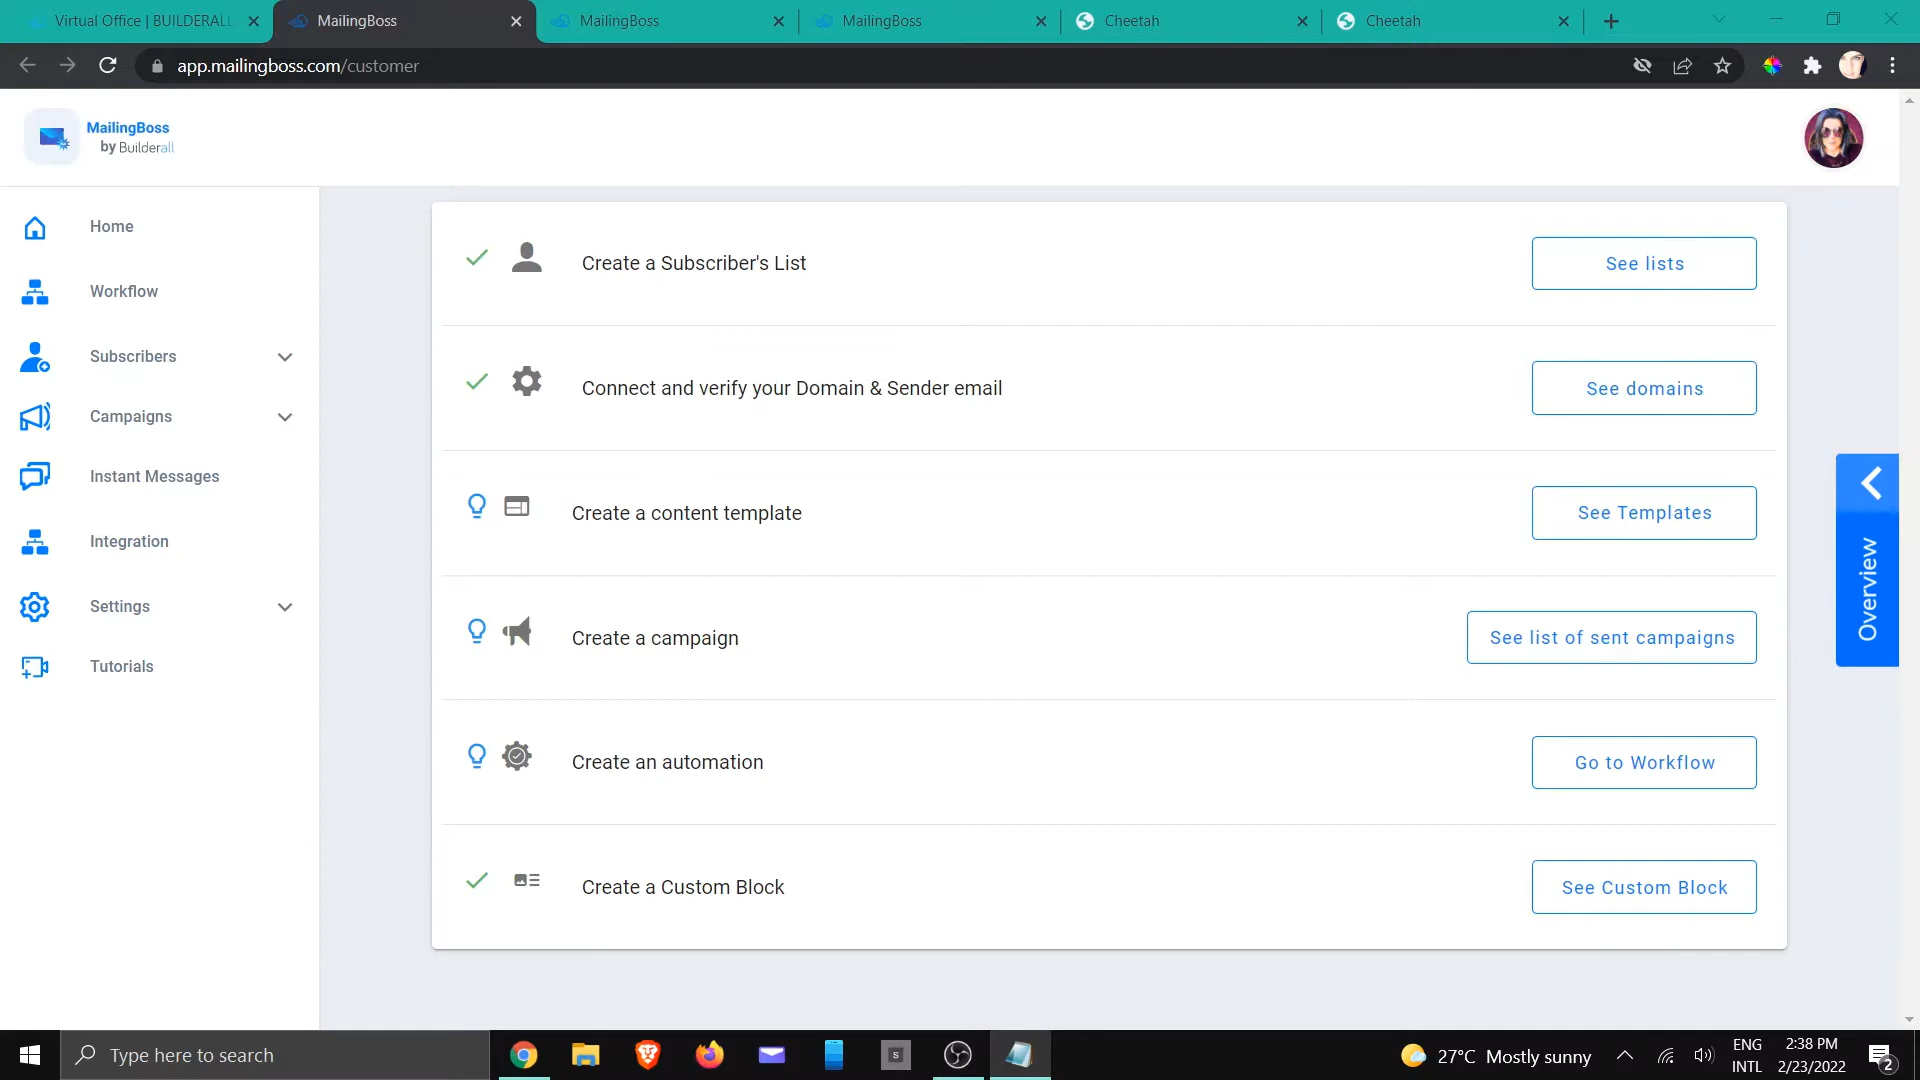 Virtual Office | BUILDERALL
MailingBoss
MailingBoss
MailingBoss
Cheetah
Cheetah
app.mailingboss.com/customer
MailingBoss
by Builderall
Home
Workflow
Subscribers
Campaigns
Instant Messages
Integration
Settings
Tutorials
Create a Subscriber's List
See lists
Connect and verify your Domain & Sender email
See domains
Create a content template
See Templates
Create a campaign
See list of sent campaigns
Create an automation
Go to Workflow
Create a Custom Block
See Custom Block
Overview
Type here to search
S
27°C Mostly sunny
ENG
INTL
2:38 PM
2/23/2022
2